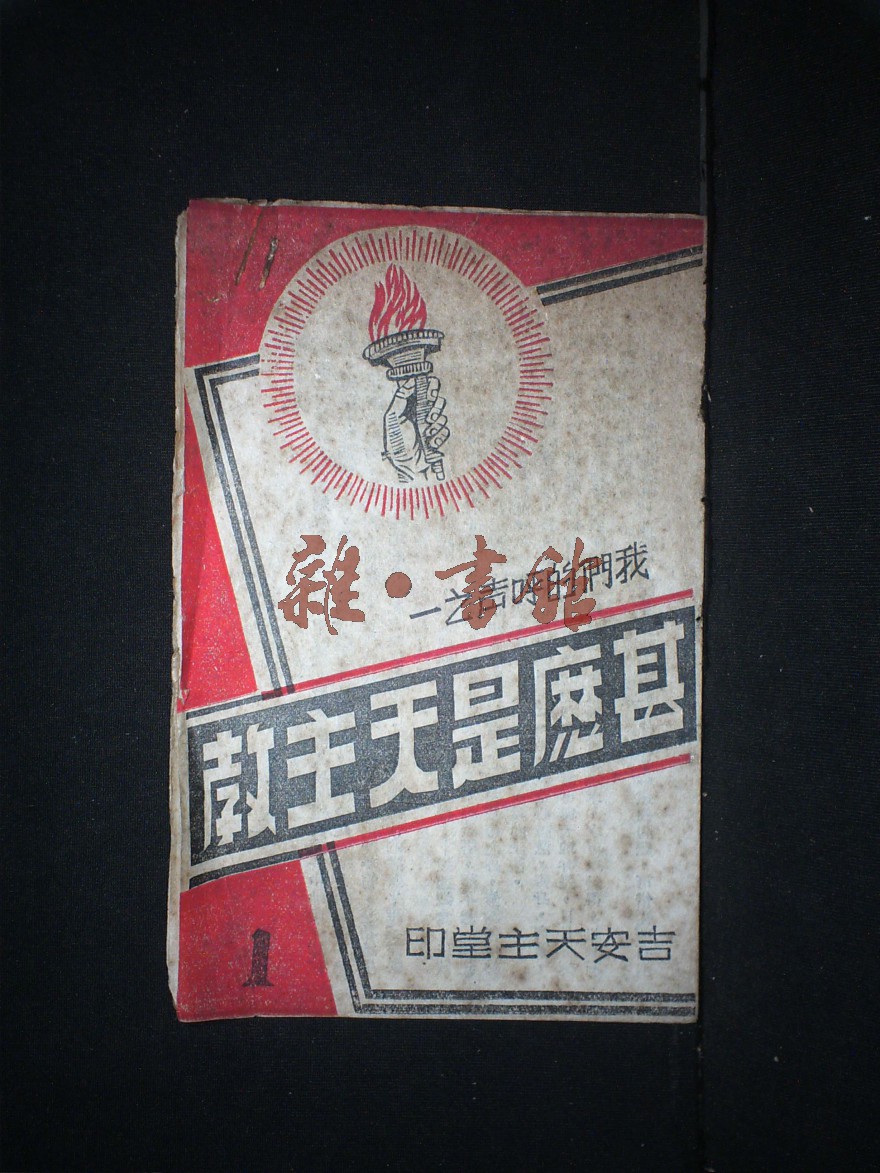 我們的呼声之一
甚麽是天主教
1
吉安天主堂印
雜·書館